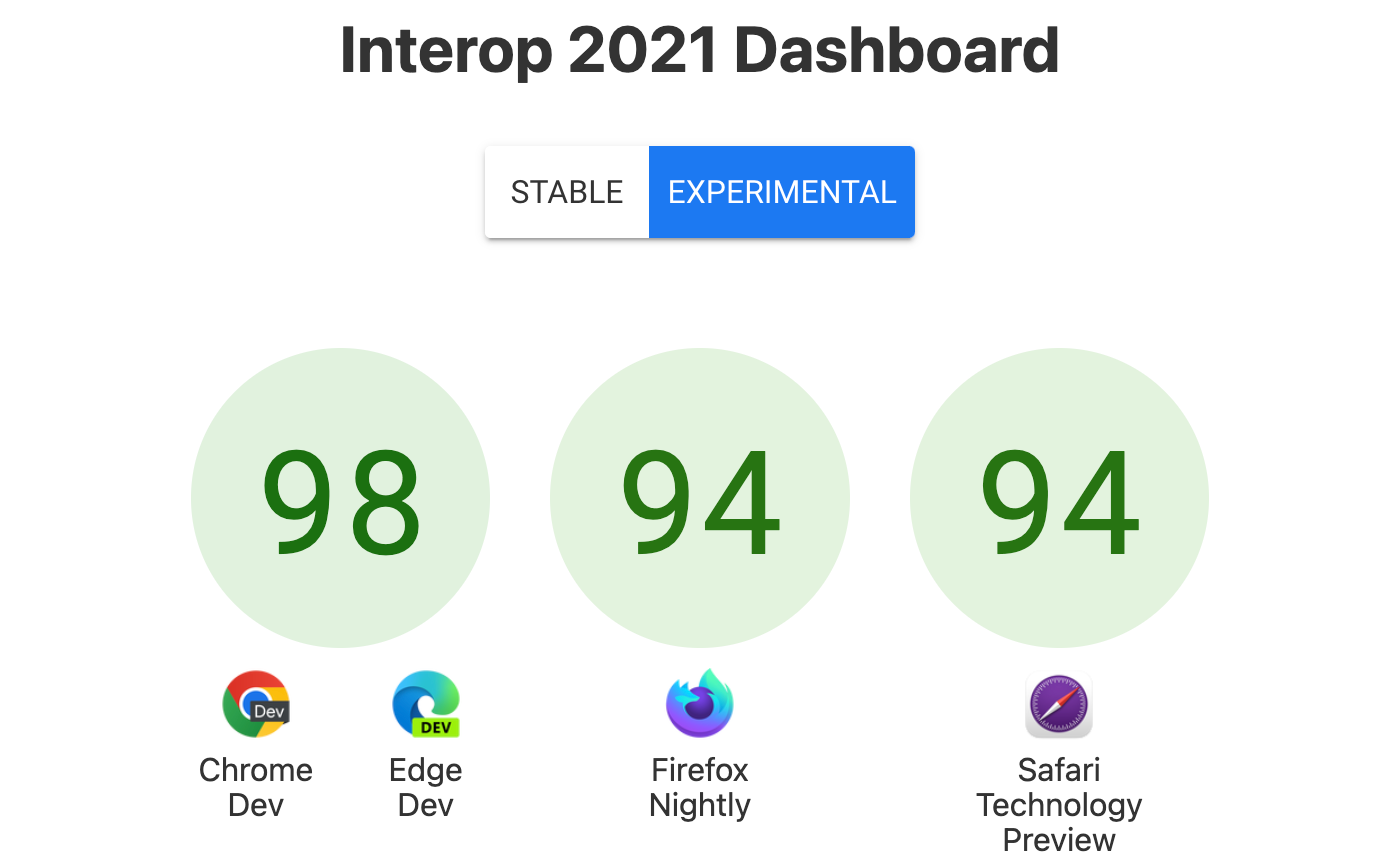 Interop 2021 Dashboard
STABLE EXPERIMENTAL
98 94 94
Dev DEV
Chrome Dev
Edge Dev
Firefox Nightly
Safari Technology Preview